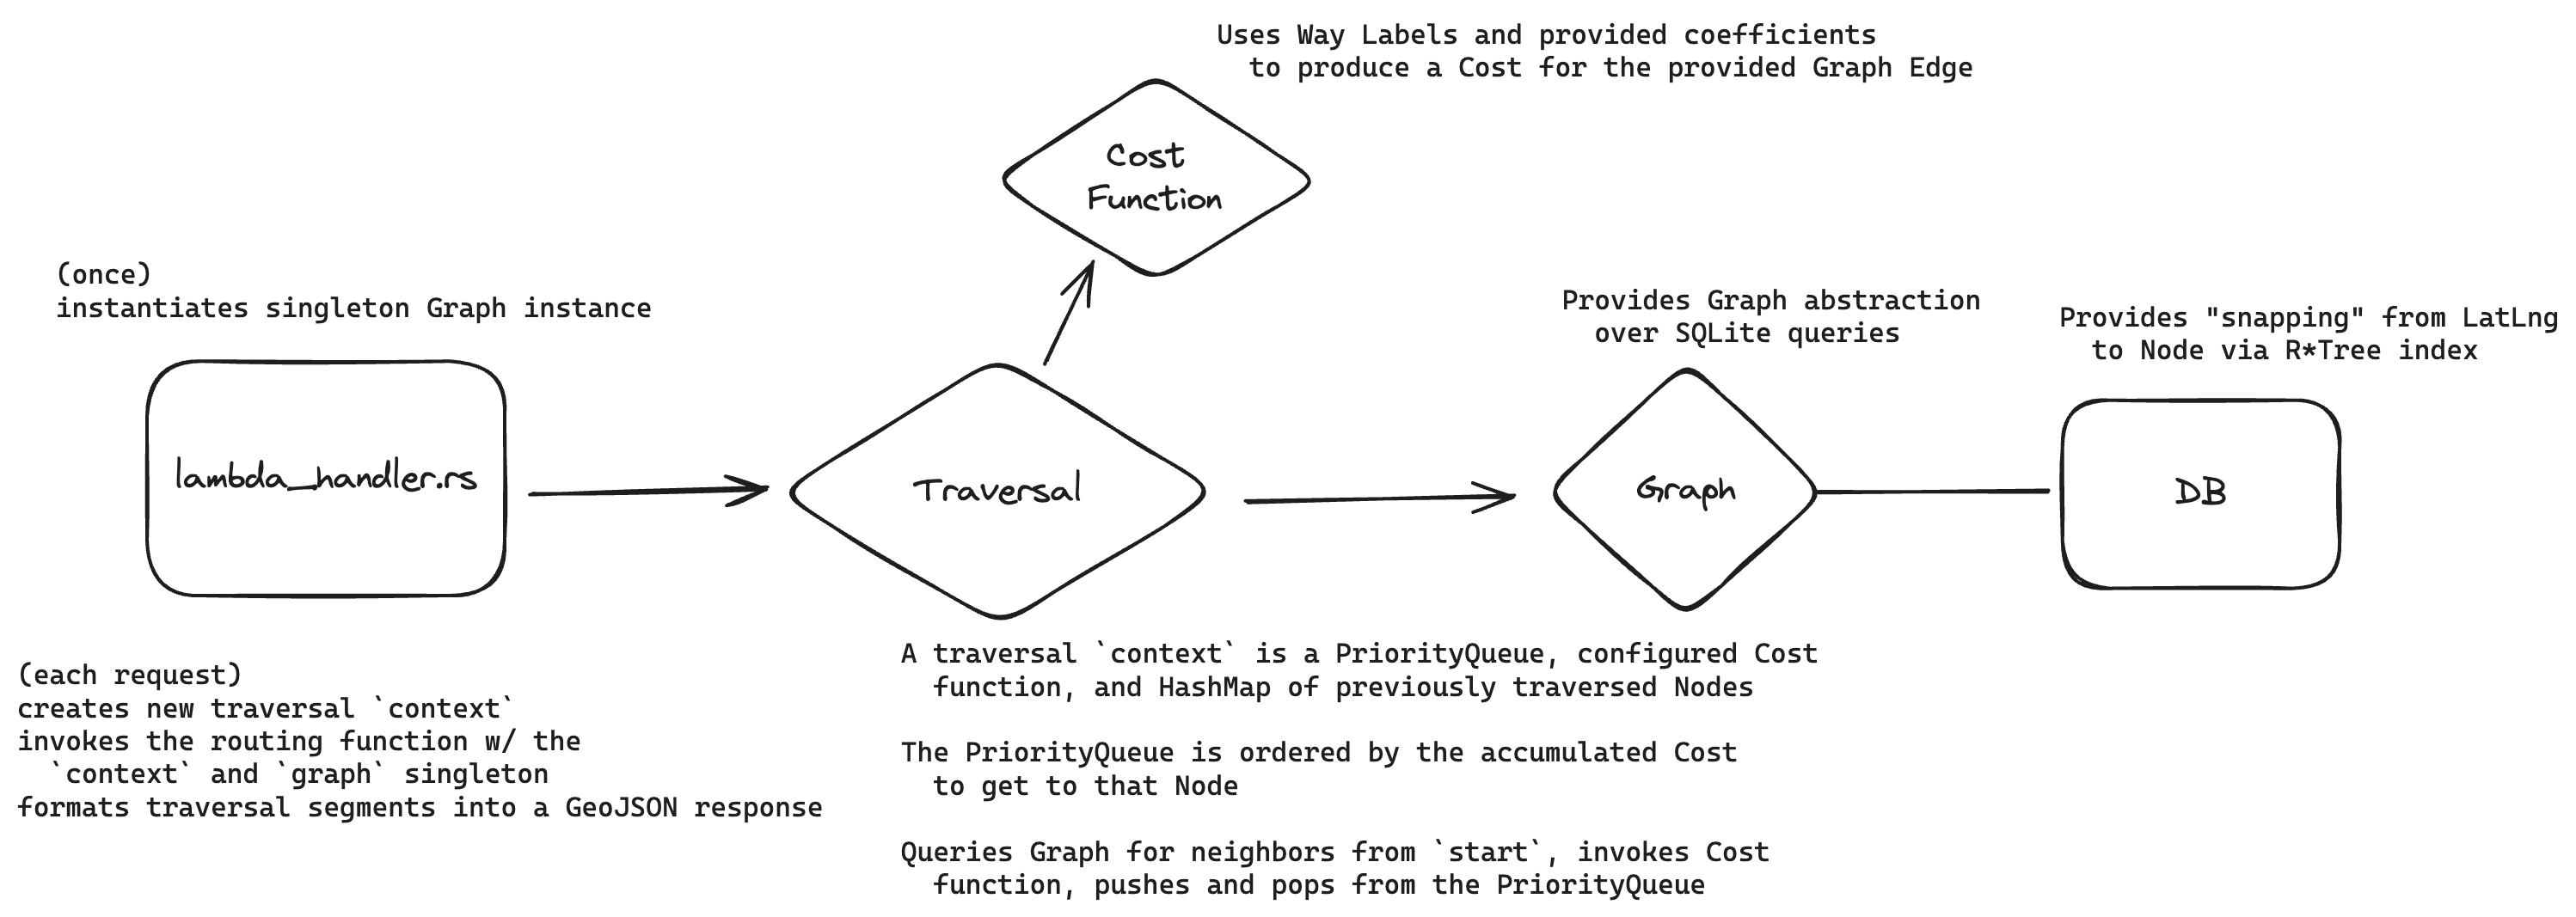 Uses Way Labels and provided coefficients
to produce a Cost for the provided Graph Edge
Cost
Function
(once)
instantiates singleton Graph instance
Provides Graph abstraction
over SQLite queries
Provides "snapping" from LatLng
to Node via R*Tree index
lambda_handler.rs
Traversal
Graph
DB
(each request)
creates new traversal `context`
invokes the routing function w/ the
`context` and `graph` singleton
formats traversal segments into a GeoJSON response
A traversal `context` is a PriorityQueue, configured Cost
function, and HashMap of previously traversed Nodes
The PriorityQueue is ordered by the accumulated Cost
to get to that Node
Queries Graph for neighbors from `start`, invokes Cost
function, pushes and pops from the PriorityQueue